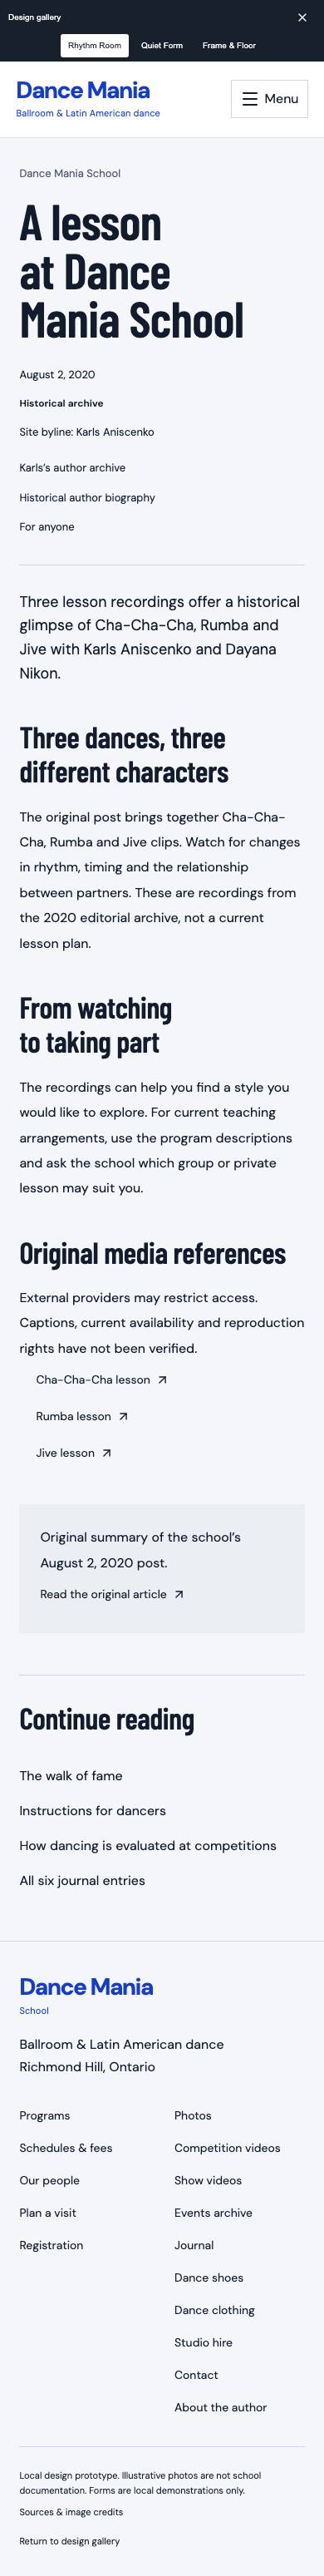 Design gallery
Rhythm Room Quiet Form Frame & Floor
Dance Mania
Ballroom & Latin American dance
Menu
Dance Mania School
A lesson
at Dance
Mania School
August 2, 2020
Historical archive
Site byline: Karls Aniscenko
Karls’s author archive
Historical author biography
For anyone
Three lesson recordings offer a historical
glimpse of Cha-Cha-Cha, Rumba and
Jive with Karls Aniscenko and Dayana
Nikon.
Three dances, three
different characters
The original post brings together Cha-Cha-
Cha, Rumba and Jive clips. Watch for changes
in rhythm, timing and the relationship
between partners. These are recordings from
the 2020 editorial archive, not a current
lesson plan.
From watching
to taking part
The recordings can help you find a style you
would like to explore. For current teaching
arrangements, use the program descriptions
and ask the school which group or private
lesson may suit you.
Original media references
External providers may restrict access.
Captions, current availability and reproduction
rights have not been verified.
Cha-Cha-Cha lesson
Rumba lesson
Jive lesson
Original summary of the school’s
August 2, 2020 post.
Read the original article
Continue reading
The walk of fame
Instructions for dancers
How dancing is evaluated at competitions
All six journal entries
Dance Mania
School
Ballroom & Latin American dance
Richmond Hill, Ontario
Programs
Schedules & fees
Our people
Plan a visit
Registration
Photos
Competition videos
Show videos
Events archive
Journal
Dance shoes
Dance clothing
Studio hire
Contact
About the author
Local design prototype. Illustrative photos are not school
documentation. Forms are local demonstrations only.
Sources & image credits
Return to design gallery